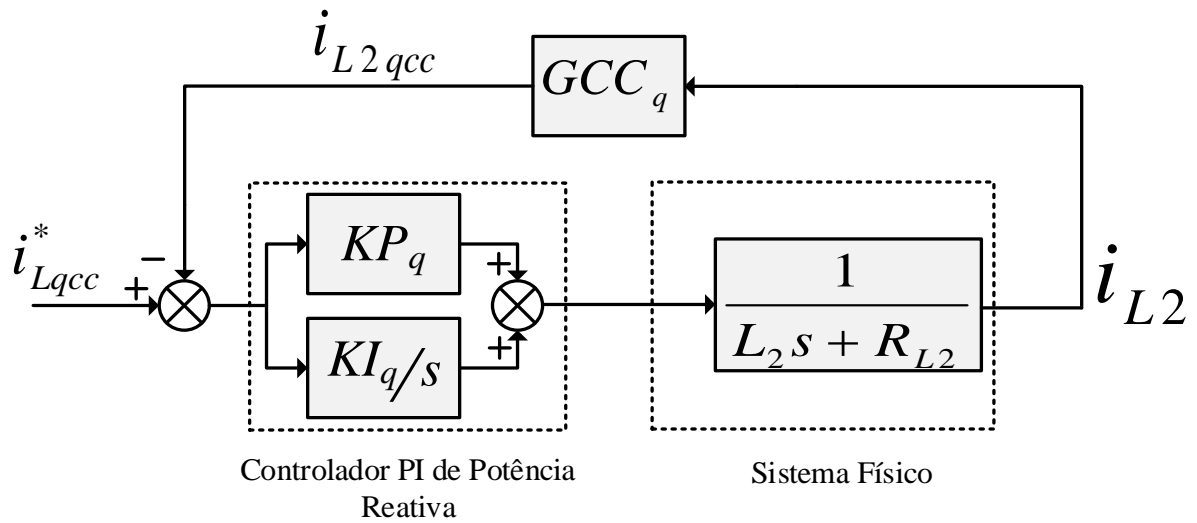 i_{L2qcc}
GCC_q
i^*_{Lqcc}
−
+
KP_q
KI_q/s
+
+
1
L_2 s + R_{L2}
i_{L2}
Controlador PI de Potência
Reativa
Sistema Físico